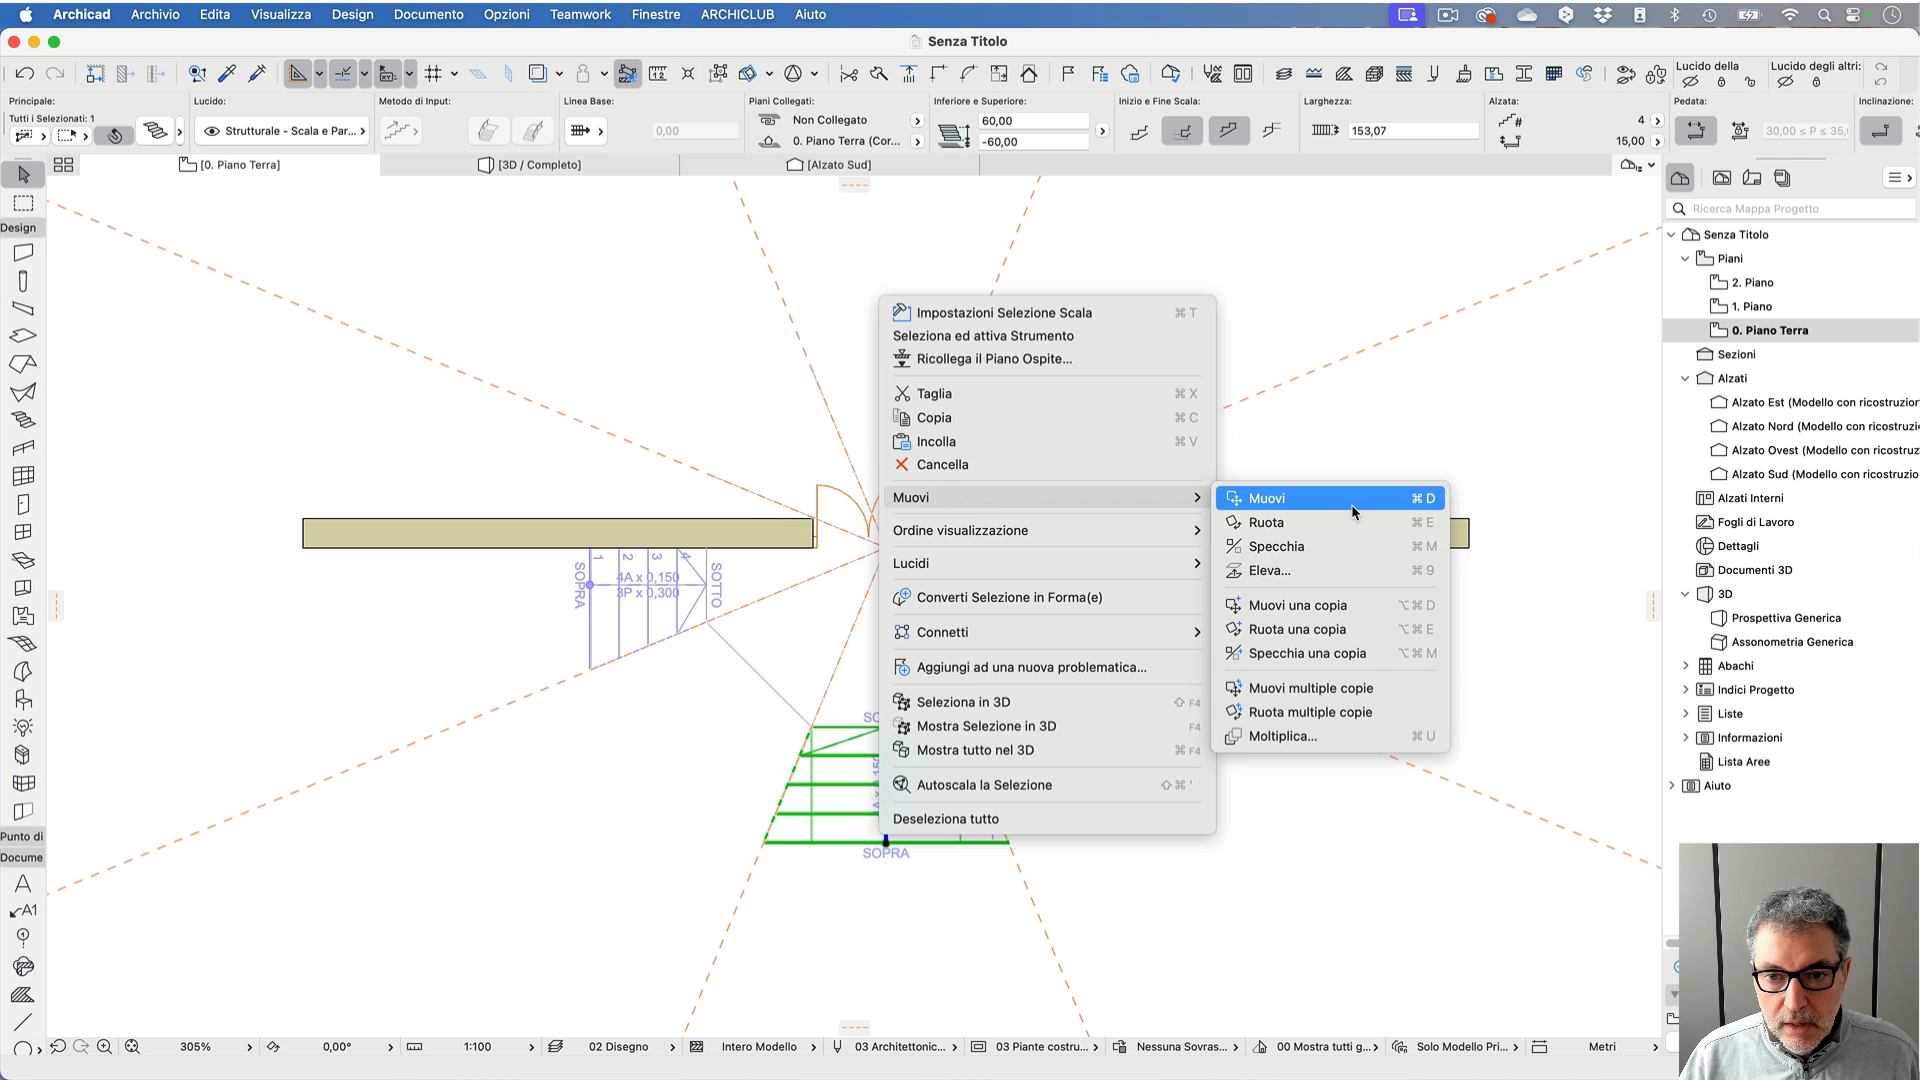 Archicad Archivio Edita Visualizza Design Documento Opzioni Teamwork Finestre ARCHICLUB Aiuto
Senza Titolo
Lucido della
Lucido degli altri:
Principale:
Tutti i Selezionati: 1
Lucido:
Strutturale - Scala e Par...
Metodo di Input:
Linea Base:
0,00
Piani Collegati:
Non Collegato
0. Piano Terra (Cor...
Inferiore e Superiore:
60,00
-60,00
Inizio e Fine Scala:
Larghezza:
153,07
Alzata:
4
15,00
Pedata:
30,00 ≤ P ≤ 35,
Inclinazione:
[0. Piano Terra]
[3D / Completo]
[Alzato Sud]
Design
Punto di
Docume
A1
SOPRA
1
2
3
4
4A x 0,150
3P x 0,300
SOTTO
SOPRA
Impostazioni Selezione Scala ⌘ T
Seleziona ed attiva Strumento
Ricollega il Piano Ospite...
Taglia ⌘ X
Copia ⌘ C
Incolla ⌘ V
Cancella
Muovi
Ordine visualizzazione
Lucidi
Converti Selezione in Forma(e)
Connetti
Aggiungi ad una nuova problematica...
Seleziona in 3D ⇧ F4
Mostra Selezione in 3D F4
Mostra tutto nel 3D ⌘ F4
Autoscala la Selezione ⇧⌘ '
Deseleziona tutto
Muovi ⌘ D
Ruota ⌘ E
Specchia ⌘ M
Eleva... ⌘ 9
Muovi una copia ⌥⌘ D
Ruota una copia ⌥⌘ E
Specchia una copia ⌥⌘ M
Muovi multiple copie
Ruota multiple copie
Moltiplica... ⌘ U
Ricerca Mappa Progetto
Senza Titolo
Piani
2. Piano
1. Piano
0. Piano Terra
Sezioni
Alzati
Alzato Est (Modello con ricostruzior
Alzato Nord (Modello con ricostruzi
Alzato Ovest (Modello con ricostruz
Alzato Sud (Modello con ricostruzio
Alzati Interni
Fogli di Lavoro
Dettagli
Documenti 3D
3D
Prospettiva Generica
Assonometria Generica
Abachi
Indici Progetto
Liste
Informazioni
Lista Aree
Aiuto
305% 0,00° 1:100 02 Disegno Intero Modello 03 Architettonic... 03 Piante costru... Nessuna Sovras... 00 Mostra tutti g... Solo Modello Pri... Metri